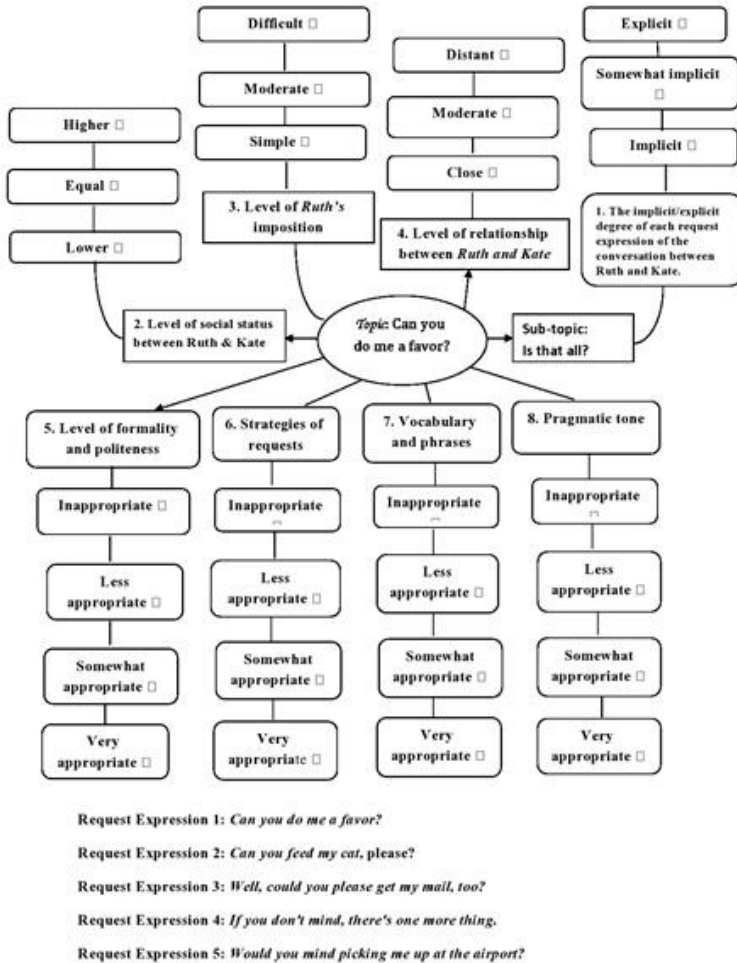 Difficult □
Moderate □
Simple □
3. Level of Ruth's
imposition
Distant □
Moderate □
Close □
4. Level of relationship
between Ruth and Kate
Explicit □
Somewhat implicit
□
Implicit □
1. The implicit/explicit
degree of each request
expression of the
conversation between
Ruth and Kate.
Higher □
Equal □
Lower □
2. Level of social status
between Ruth & Kate
Topic: Can you
do me a favor?
Sub-topic:
Is that all?
5. Level of formality
and politeness
Inappropriate □
Less
appropriate □
Somewhat
appropriate □
Very
appropriate □
6. Strategies of
requests
Inappropriate
□
Less
appropriate □
Somewhat
appropriate □
Very
appropriate □
7. Vocabulary
and phrases
Inappropriate
□
Less
appropriate □
Somewhat
appropriate □
Very
appropriate □
8. Pragmatic tone
Inappropriate
□
Less
appropriate □
Somewhat
appropriate □
Very
appropriate □
Request Expression 1: Can you do me a favor?
Request Expression 2: Can you feed my cat, please?
Request Expression 3: Well, could you please get my mail, too?
Request Expression 4: If you don't mind, there's one more thing.
Request Expression 5: Would you mind picking me up at the airport?